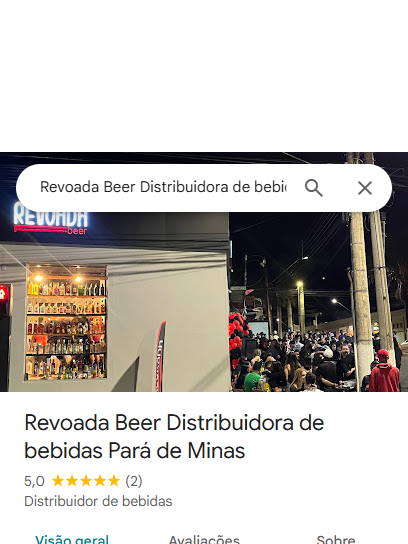 Revoada Beer Distribuidora de bebi
REVOADA
beer
Revoada Beer Distribuidora de
bebidas Pará de Minas
5,0 ★★★★★ (2)
Distribuidor de bebidas
Visão geral
Avaliações
Sobre